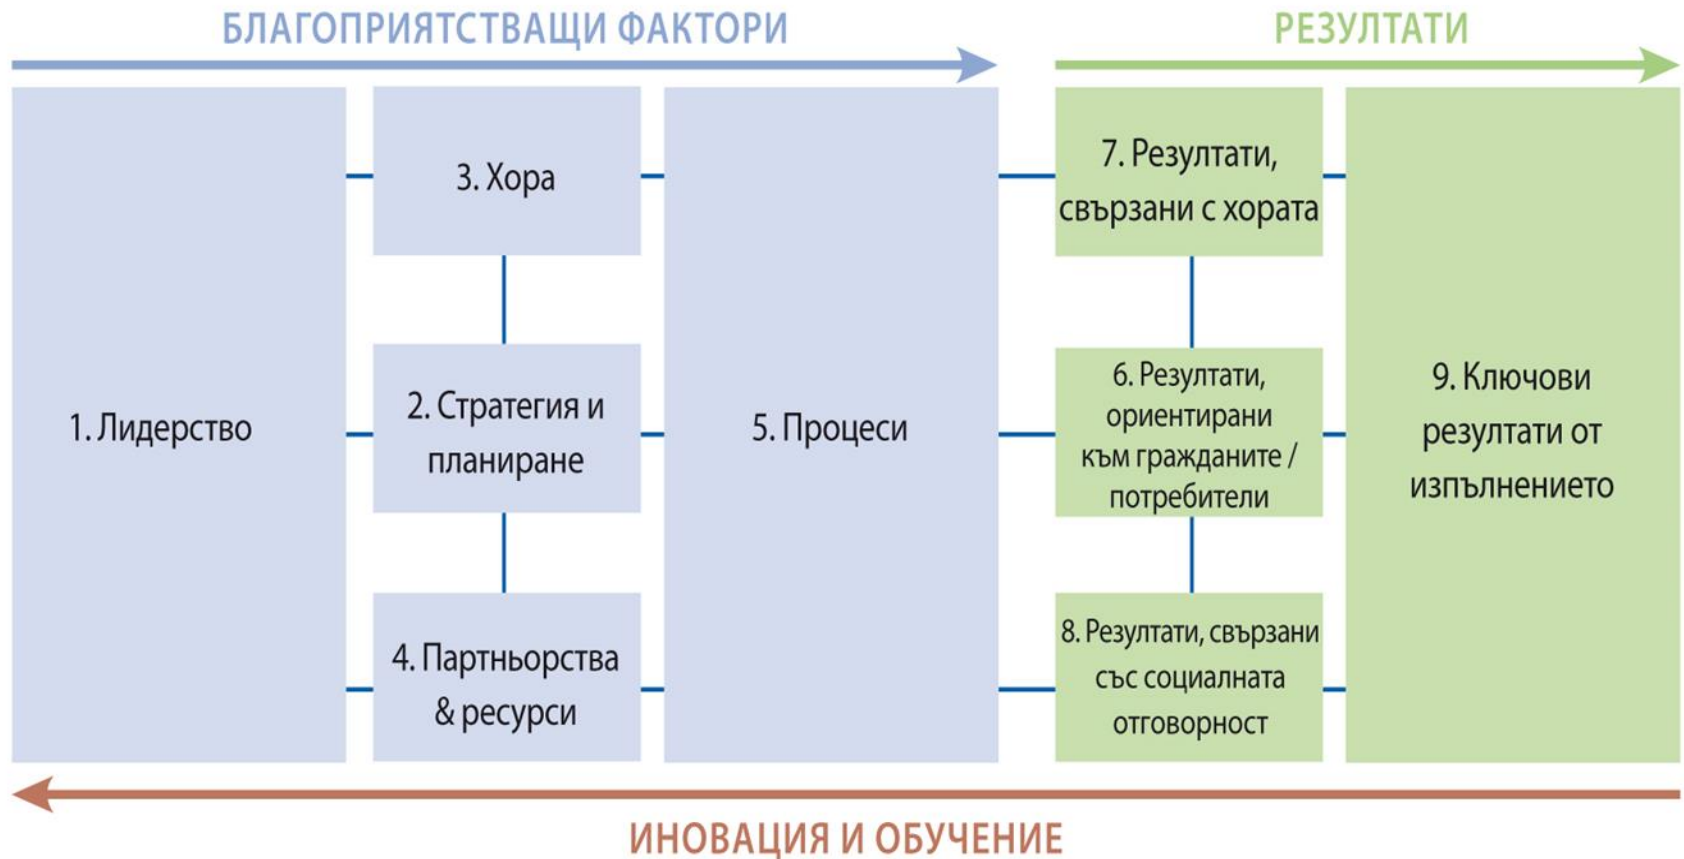 БЛАГОПРИЯТСТВАЩИ ФАКТОРИ
РЕЗУЛТАТИ
1. Лидерство
3. Хора
2. Стратегия и
планиране
4. Партньорства
& ресурси
5. Процеси
7. Резултати,
свързани с хората
6. Резултати,
ориентирани
към гражданите /
потребители
8. Резултати, свързани
със социалната
отговорност
9. Ключови
резултати от
изпълнението
ИНОВАЦИЯ И ОБУЧЕНИЕ